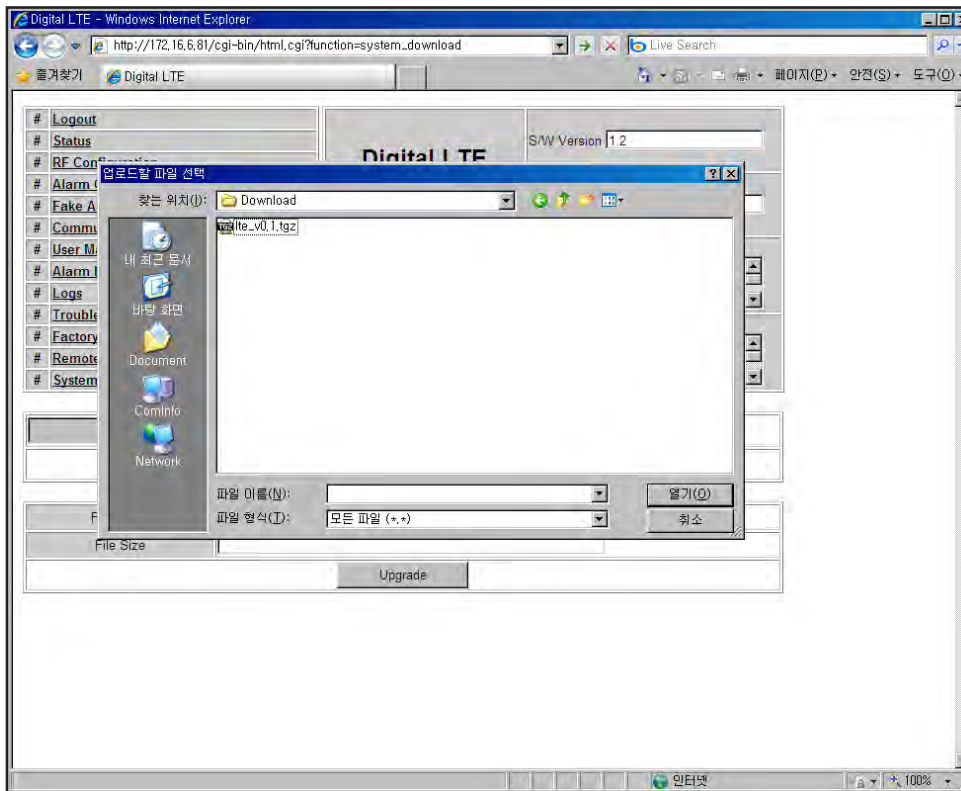 Digital LTE - Windows Internet Explorer
http://172.16.6.81/cgi-bin/html.cgi?function=system_download
Live Search
즐겨찾기
Digital LTE
페이지(P)
안전(S)
도구(O)
# Logout
# Status
# RF Configuration
# Alarm
# Fake A
# Commu
# User Ma
# Alarm
# Logs
# Trouble
# Factory
# Remote
# System
Digital LTE
S/W Version 1.2
업로드할 파일 선택
찾는 위치(I): Download
lte_v0.1.tgz
내 최근 문서
바탕 화면
Document
ComInfo
Network
파일 이름(N):
열기(O)
파일 형식(T): 모든 파일 (*.*)
취소
F
File Size
Upgrade
인터넷
100%